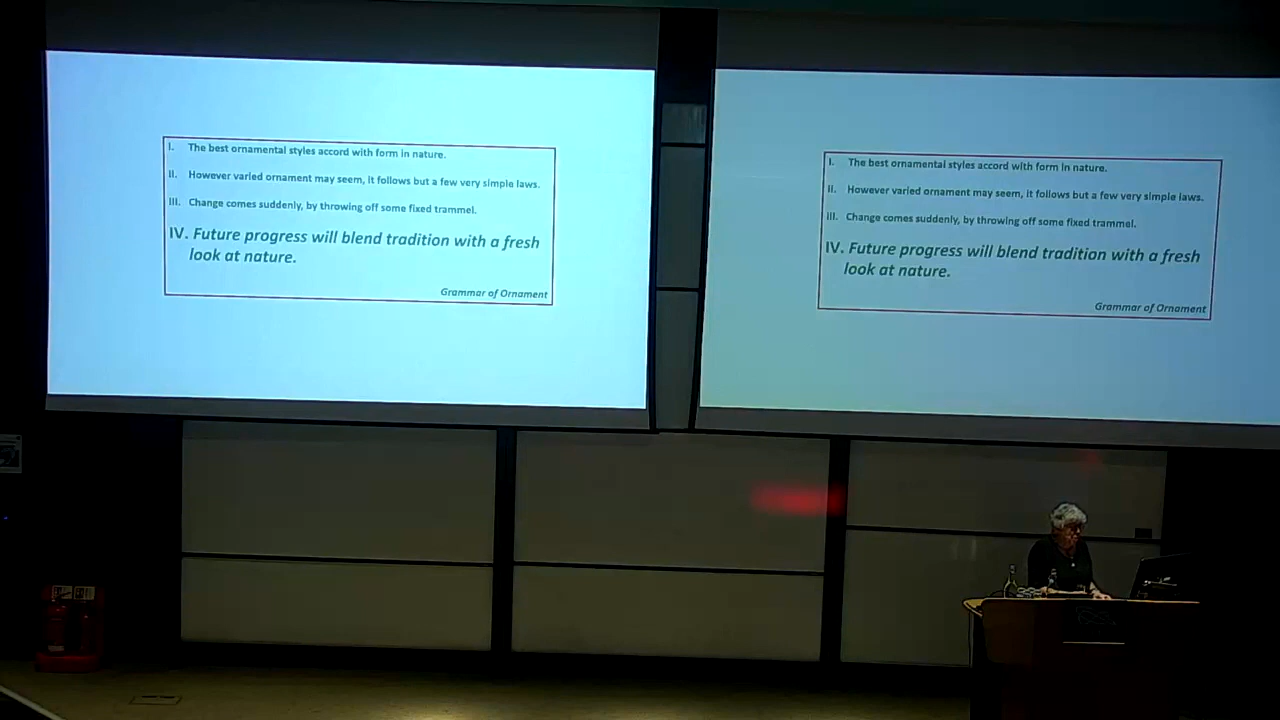 I. The best ornamental styles accord with form in nature.
II. However varied ornament may seem, it follows but a few very simple laws.
III. Change comes suddenly, by throwing off some fixed trammel.
IV. Future progress will blend tradition with a fresh
look at nature.
Grammar of Ornament
I. The best ornamental styles accord with form in nature.
II. However varied ornament may seem, it follows but a few very simple laws.
III. Change comes suddenly, by throwing off some fixed trammel.
IV. Future progress will blend tradition with a fresh
look at nature.
Grammar of Ornament